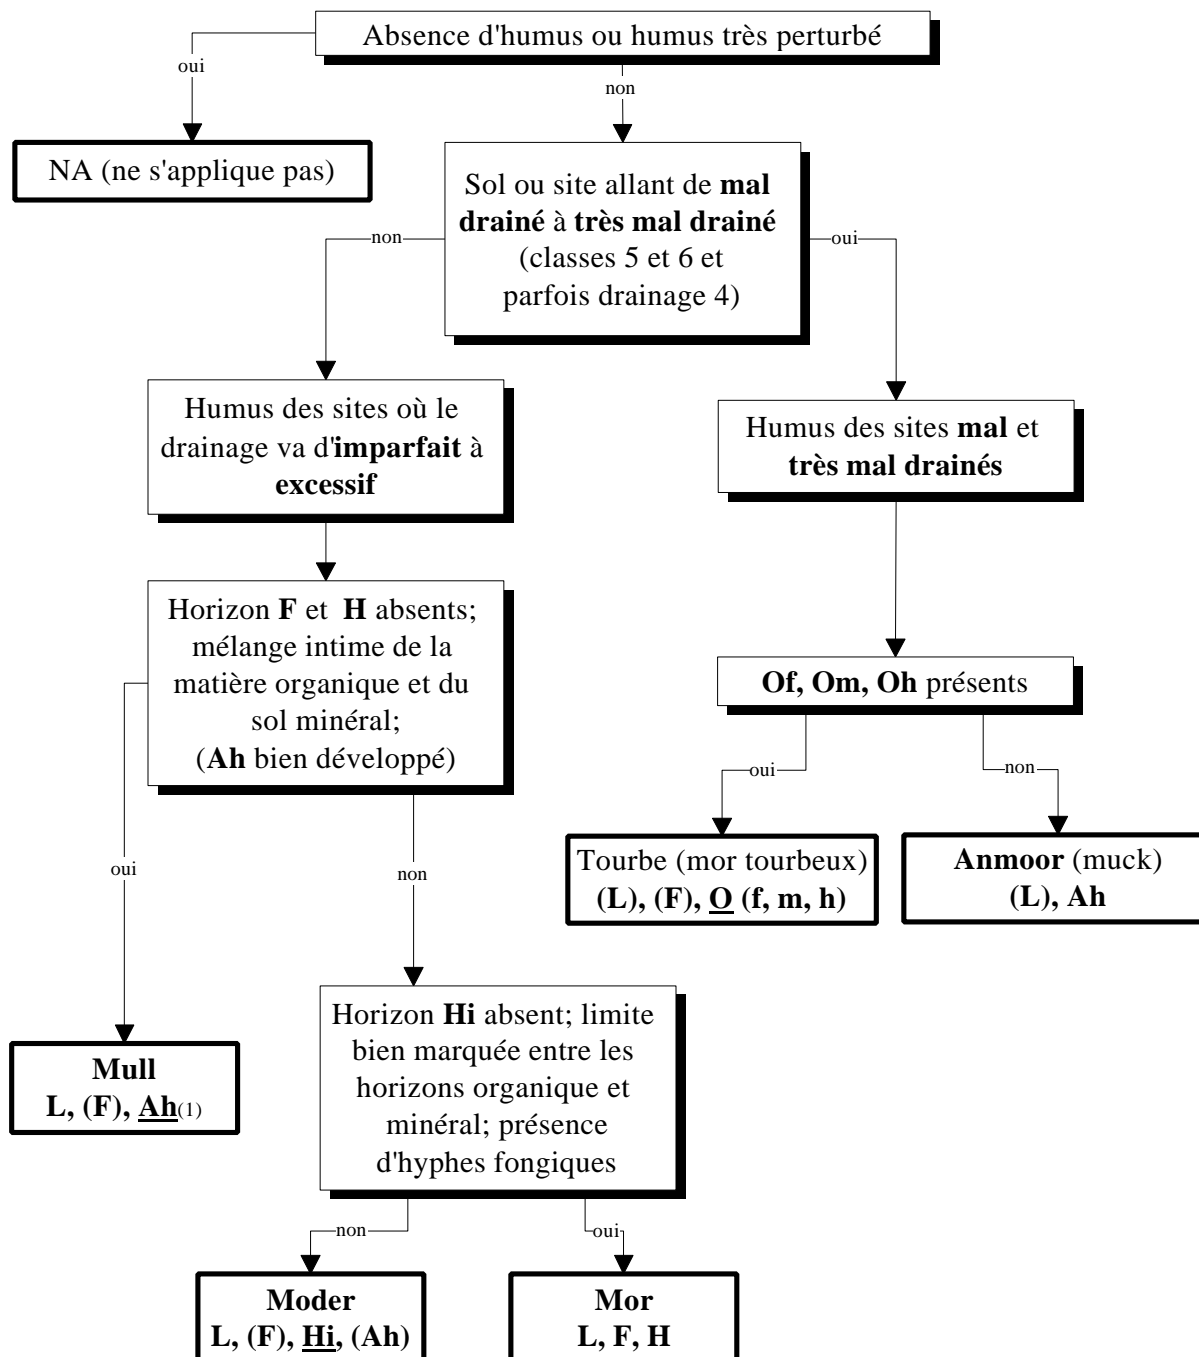 Absence d'humus ou humus très perturbé
oui
non
NA (ne s'applique pas)
Sol ou site allant de mal
drainé à très mal drainé
(classes 5 et 6 et
parfois drainage 4)
non
oui
Humus des sites où le
drainage va d'imparfait à
excessif
Humus des sites mal et
très mal drainés
Horizon F et H absents;
mélange intime de la
matière organique et du
sol minéral;
(Ah bien développé)
Of, Om, Oh présents
oui
non
oui
non
Tourbe (mor tourbeux)
(L), (F), O (f, m, h)
Anmoor (muck)
(L), Ah
Horizon Hi absent; limite
bien marquée entre les
horizons organique et
minéral; présence
d'hyphes fongiques
Mull
L, (F), Ah(1)
non
oui
Moder
L, (F), Hi, (Ah)
Mor
L, F, H